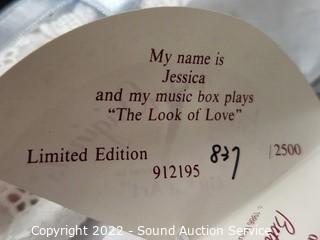 My name is
Jessica
and my music box plays
"The Look of Love"
Limited Edition 837 /2500
912195
Copyright 2022 - Sound Auction Service